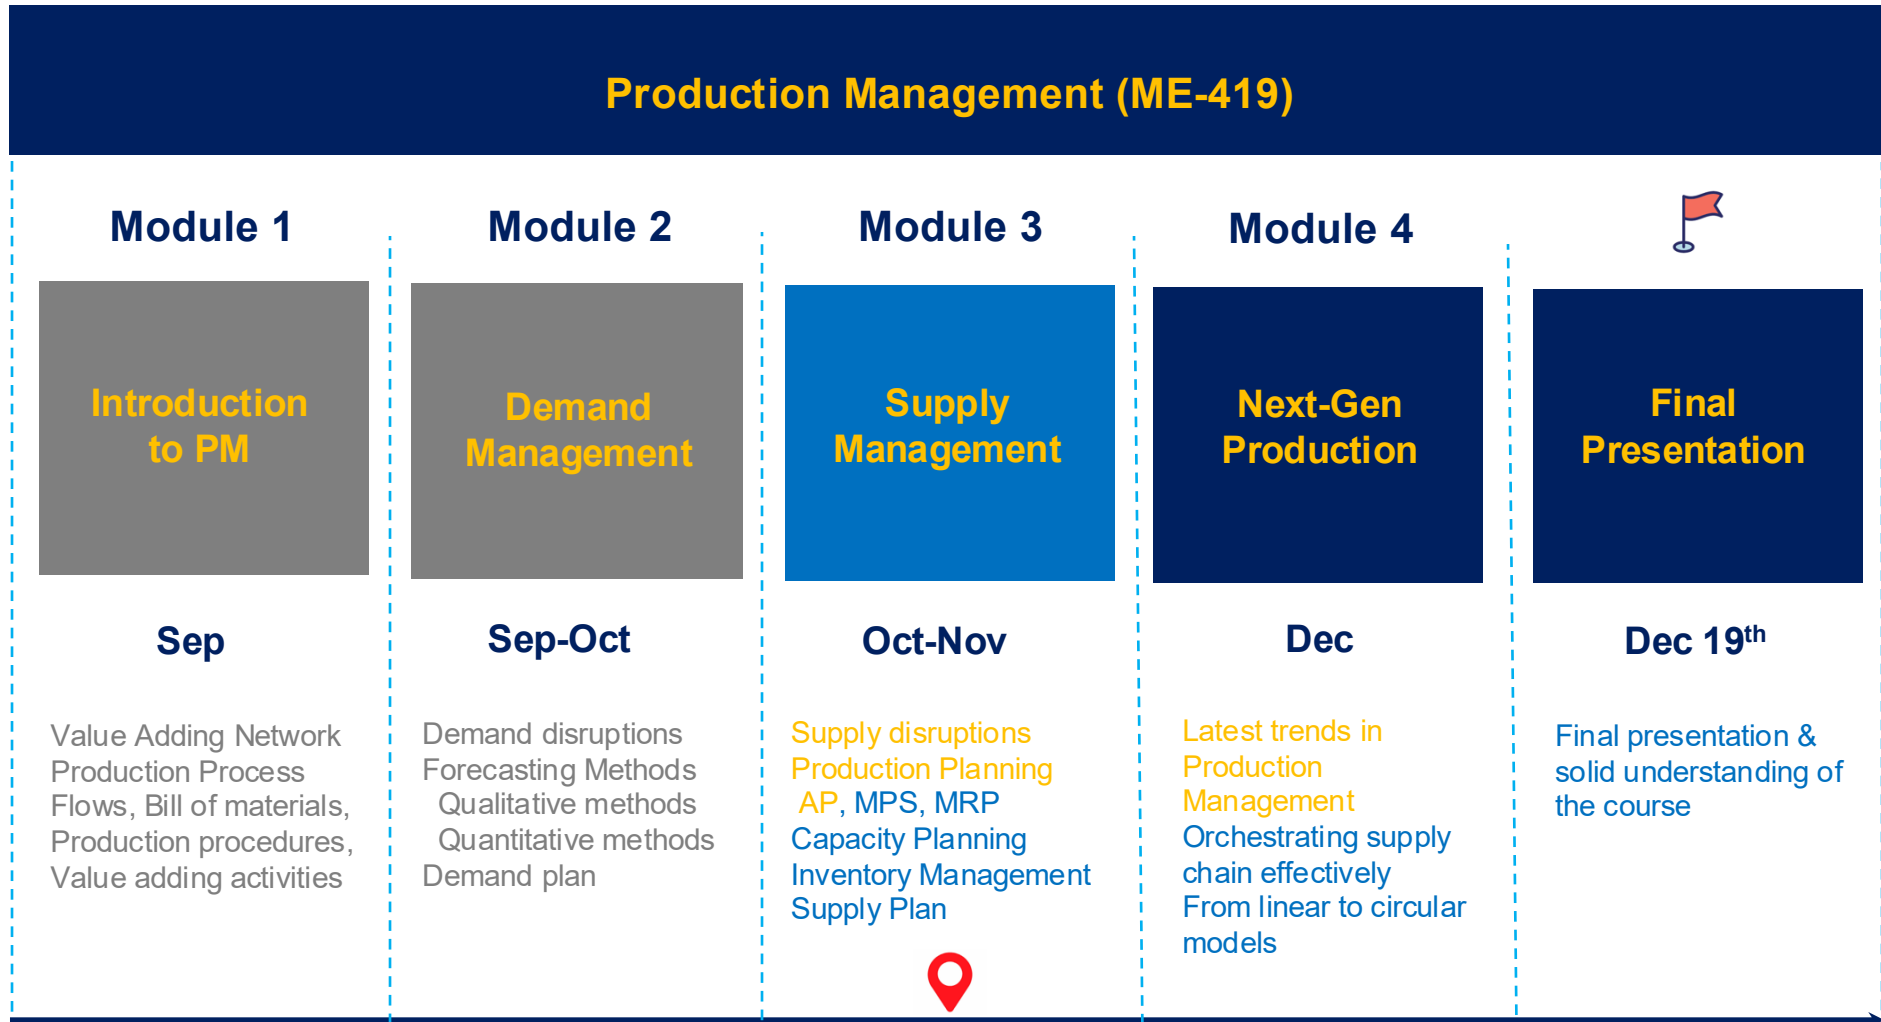 Production Management (ME-419)
Module 1
Introduction
to PM
Sep
Value Adding Network
Production Process
Flows, Bill of materials,
Production procedures,
Value adding activities
Module 2
Demand
Management
Sep-Oct
Demand disruptions
Forecasting Methods
Qualitative methods
Quantitative methods
Demand plan
Module 3
Supply
Management
Oct-Nov
Supply disruptions
Production Planning
AP, MPS, MRP
Capacity Planning
Inventory Management
Supply Plan
Module 4
Next-Gen
Production
Dec
Latest trends in
Production
Management
Orchestrating supply
chain effectively
From linear to circular
models
Final
Presentation
Dec 19th
Final presentation &
solid understanding of
the course